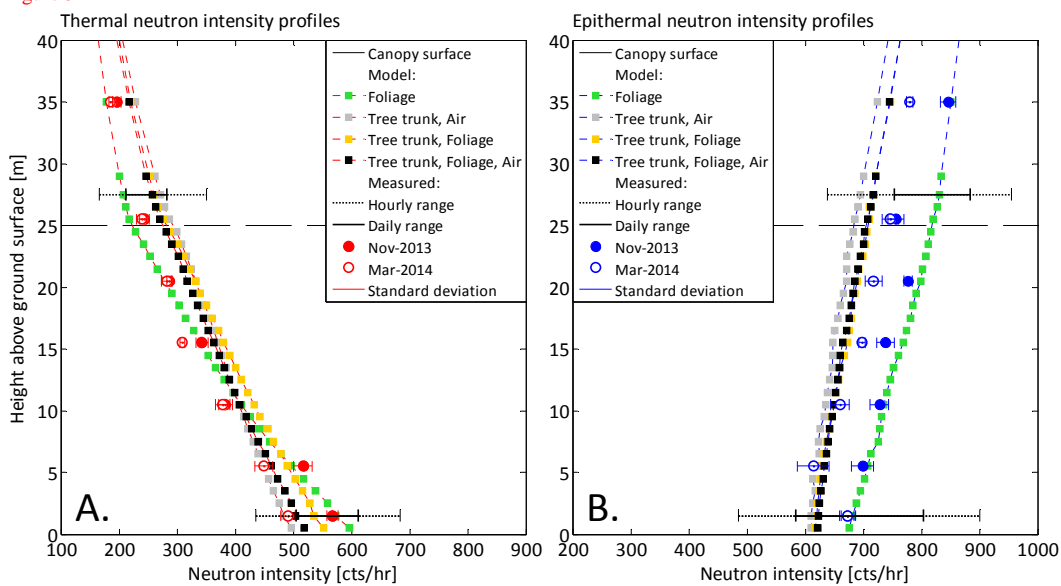 Thermal neutron intensity profiles
40
35
30
25
20
15
10
5
0
Height above ground surface [m]
Canopy surface
Model:
Foliage
Tree trunk, Air
Tree trunk, Foliage
Tree trunk, Foliage, Air
Measured:
Hourly range
Daily range
Nov-2013
Mar-2014
Standard deviation
A.
100 200 300 400 500 600 700 800 900
Neutron intensity [cts/hr]
Epithermal neutron intensity profiles
40
35
30
25
20
15
10
5
0
Canopy surface
Model:
Foliage
Tree trunk, Air
Tree trunk, Foliage
Tree trunk, Foliage, Air
Measured:
Hourly range
Daily range
Nov-2013
Mar-2014
Standard deviation
B.
200 300 400 500 600 700 800 900 1000
Neutron intensity [cts/hr]